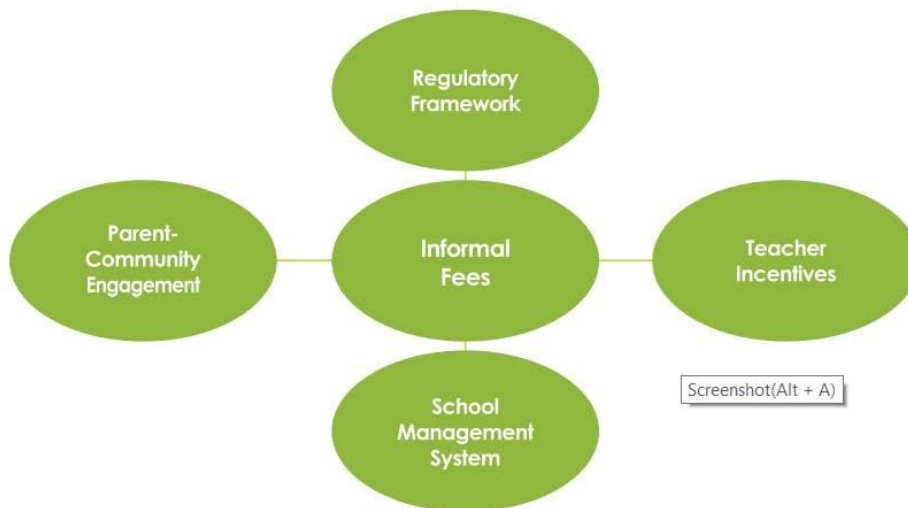 Regulatory
Framework
Parent-
Community
Engagement
Informal
Fees
Teacher
Incentives
School
Management
System
Screenshot(Alt + A)